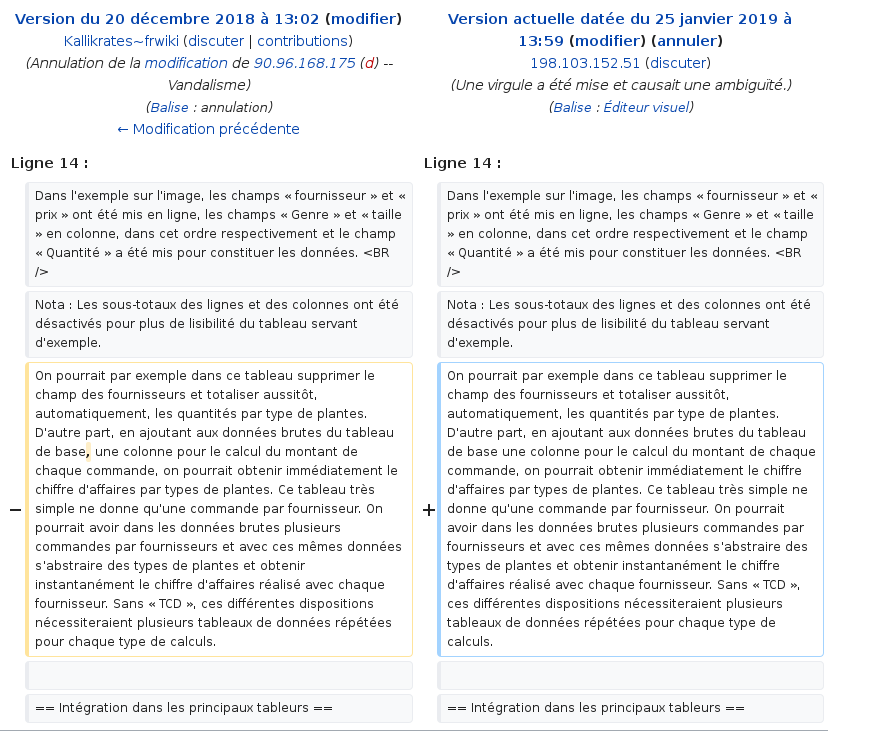 Version du 20 décembre 2018 à 13:02 (modifier)
Kallikrates~frwiki (discuter | contributions)
(Annulation de la modification de 90.96.168.175 (d) --
Vandalisme)
(Balise : annulation)
← Modification précédente
Version actuelle datée du 25 janvier 2019 à
13:59 (modifier) (annuler)
198.103.152.51 (discuter)
(Une virgule a été mise et causait une ambiguïté.)
(Balise : Éditeur visuel)
Ligne 14 :
Dans l'exemple sur l'image, les champs « fournisseur » et «
prix » ont été mis en ligne, les champs « Genre » et « taille
» en colonne, dans cet ordre respectivement et le champ
« Quantité » a été mis pour constituer les données. <BR
/>
Nota : Les sous-totaux des lignes et des colonnes ont été
désactivés pour plus de lisibilité du tableau servant
d'exemple.
−
On pourrait par exemple dans ce tableau supprimer le
champ des fournisseurs et totaliser aussitôt,
automatiquement, les quantités par type de plantes.
D'autre part, en ajoutant aux données brutes du tableau
de base, une colonne pour le calcul du montant de
chaque commande, on pourrait obtenir immédiatement le
chiffre d'affaires par types de plantes. Ce tableau très
simple ne donne qu'une commande par fournisseur. On
pourrait avoir dans les données brutes plusieurs
commandes par fournisseurs et avec ces mêmes données
s'abstraire des types de plantes et obtenir
instantanément le chiffre d'affaires réalisé avec chaque
fournisseur. Sans « TCD », ces différentes dispositions
nécessiteraient plusieurs tableaux de données répétées
pour chaque type de calculs.
== Intégration dans les principaux tableurs ==
Ligne 14 :
Dans l'exemple sur l'image, les champs « fournisseur » et «
prix » ont été mis en ligne, les champs « Genre » et « taille
» en colonne, dans cet ordre respectivement et le champ
« Quantité » a été mis pour constituer les données. <BR
/>
Nota : Les sous-totaux des lignes et des colonnes ont été
désactivés pour plus de lisibilité du tableau servant
d'exemple.
+
On pourrait par exemple dans ce tableau supprimer le
champ des fournisseurs et totaliser aussitôt,
automatiquement, les quantités par type de plantes.
D'autre part, en ajoutant aux données brutes du tableau
de base une colonne pour le calcul du montant de chaque
commande, on pourrait obtenir immédiatement le chiffre
d'affaires par types de plantes. Ce tableau très simple ne
donne qu'une commande par fournisseur. On pourrait
avoir dans les données brutes plusieurs commandes par
fournisseurs et avec ces mêmes données s'abstraire des
types de plantes et obtenir instantanément le chiffre
d'affaires réalisé avec chaque fournisseur. Sans « TCD »,
ces différentes dispositions nécessiteraient plusieurs
tableaux de données répétées pour chaque type de
calculs.
== Intégration dans les principaux tableurs ==